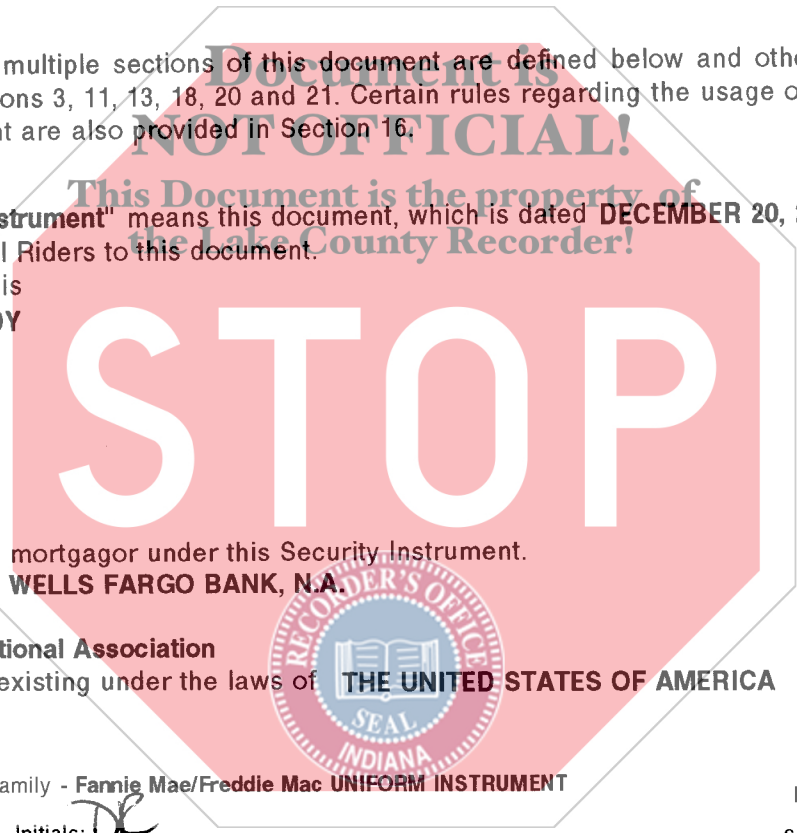 multiple sections of this document are defined below and othe
Document is
ons 3, 11, 13, 18, 20 and 21. Certain rules regarding the usage o
nt are also provided in Section 16.
NOT OFFICIAL!
This Document is the property of
strument" means this document, which is dated DECEMBER 20,
the Lake County Recorder!
l Riders to this document.
is
DY
STOP
mortgagor under this Security Instrument.
WELLS FARGO BANK, N.A.
RECORDER'S OFFICE
tional Association
existing under the laws of THE UNITED STATES OF AMERICA
SEAL
INDIANA
amily - Fannie Mae/Freddie Mac UNIFORM INSTRUMENT
Initials: